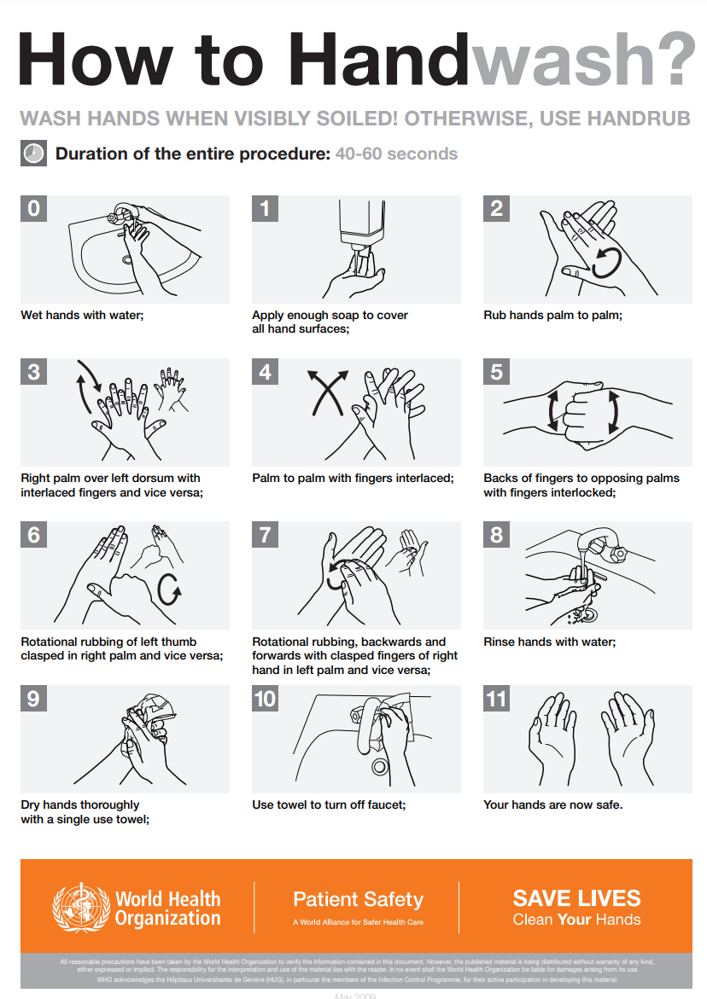 How to Handwash?
WASH HANDS WHEN VISIBLY SOILED! OTHERWISE, USE HANDRUB
Duration of the entire procedure: 40-60 seconds
0
Wet hands with water;
1
Apply enough soap to cover
all hand surfaces;
2
Rub hands palm to palm;
3
Right palm over left dorsum with
interlaced fingers and vice versa;
4
Palm to palm with fingers interlaced;
5
Backs of fingers to opposing palms
with fingers interlocked;
6
Rotational rubbing of left thumb
clasped in right palm and vice versa;
7
Rotational rubbing, backwards and
forwards with clasped fingers of right
hand in left palm and vice versa;
8
Rinse hands with water;
9
Dry hands thoroughly
with a single use towel;
10
Use towel to turn off faucet;
11
Your hands are now safe.
World Health
Organization
Patient Safety
A World Alliance for Safer Health Care
SAVE LIVES
Clean Your Hands
All reasonable precautions have been taken by the World Health Organization to verify the information contained in this document. However, the published material is being distributed without warranty of any kind,
either expressed or implied. The responsibility for the interpretation and use of the material lies with the reader. In no event shall the World Health Organization be liable for damages arising from its use.
WHO acknowledges the Hôpitaux Universitaires de Genève (HUG), in particular the members of the Infection Control Programme, for their active participation in developing this material.
May 2009